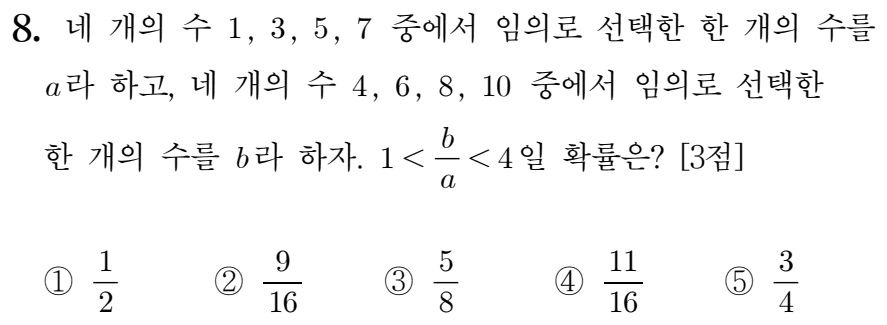 8. 네 개의 수 1, 3, 5, 7 중에서 임의로 선택한 한 개의 수를
a라 하고, 네 개의 수 4, 6, 8, 10 중에서 임의로 선택한
한 개의 수를 b라 하자. 1 < b/a < 4일 확률은? [3점]
① 1/2 ② 9/16 ③ 5/8 ④ 11/16 ⑤ 3/4